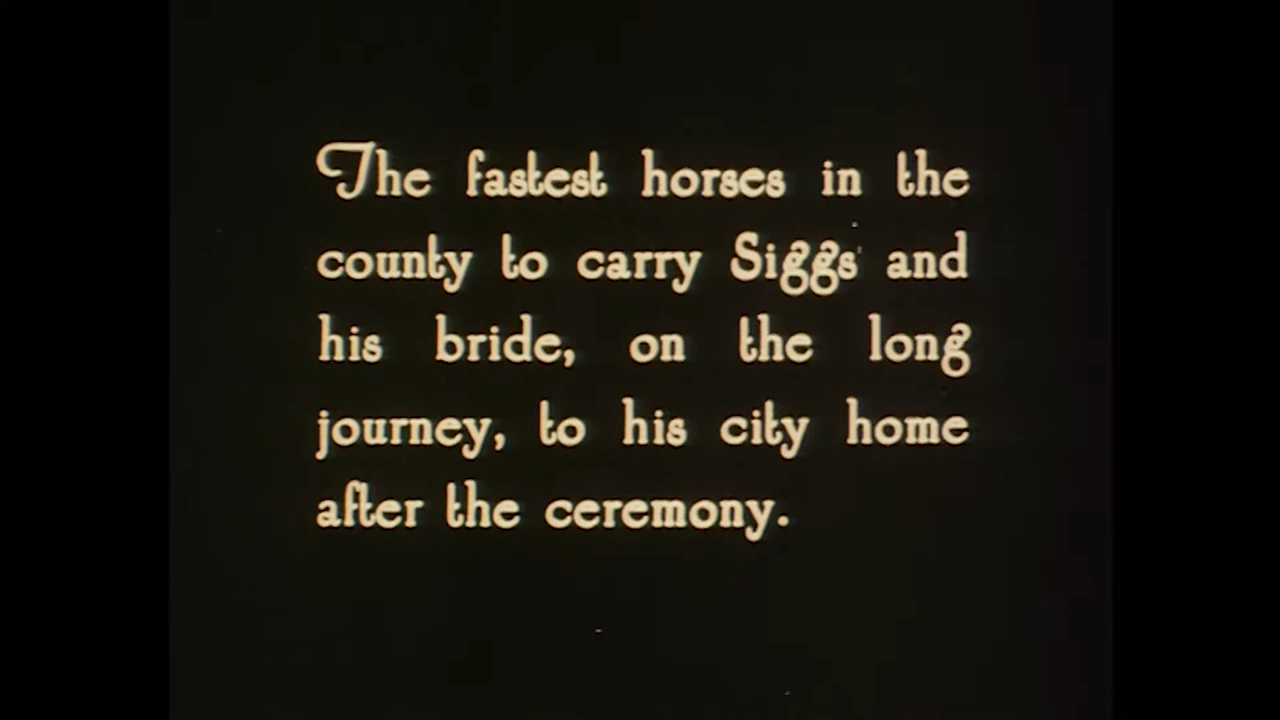 The fastest horses in the
county to carry Siggs and
his bride, on the long
journey, to his city home
after the ceremony.